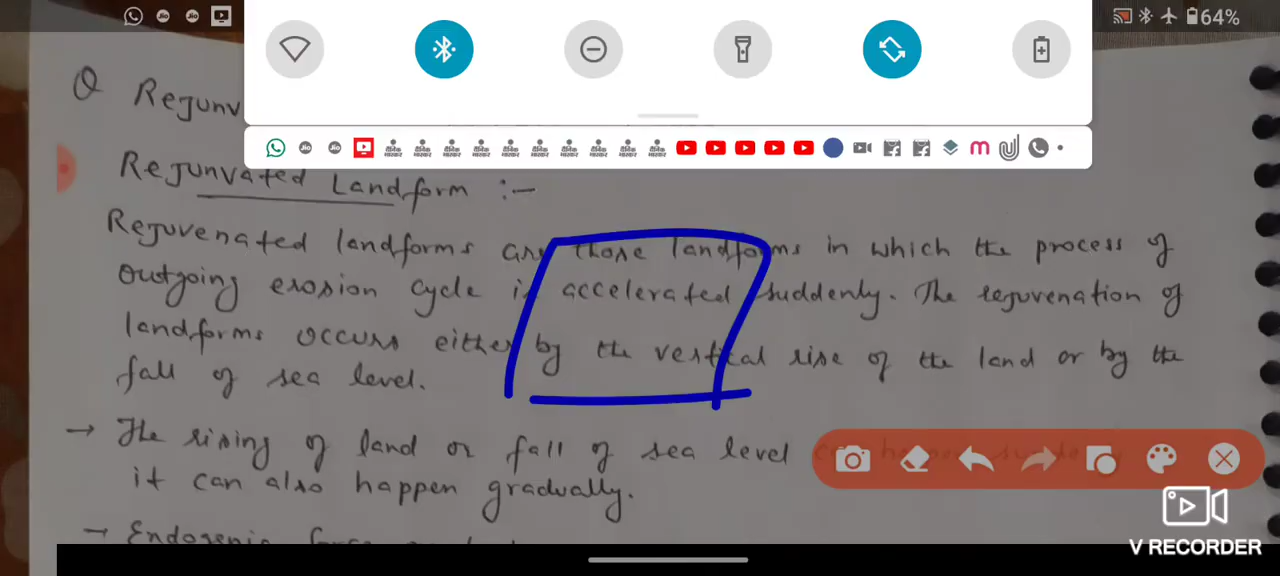 64%
Q Rejunv
Rejunvated Landform :-
Rejuvenated landforms are those landforms in which the process of
outgoing erosion cycle is accelerated suddenly. The rejuvenation of
landforms occurs either by the vertical rise of the land or by the
fall of sea level.
→ The rising of land or fall of sea level
it can also happen gradually.
→ Endogenic
V RECORDER